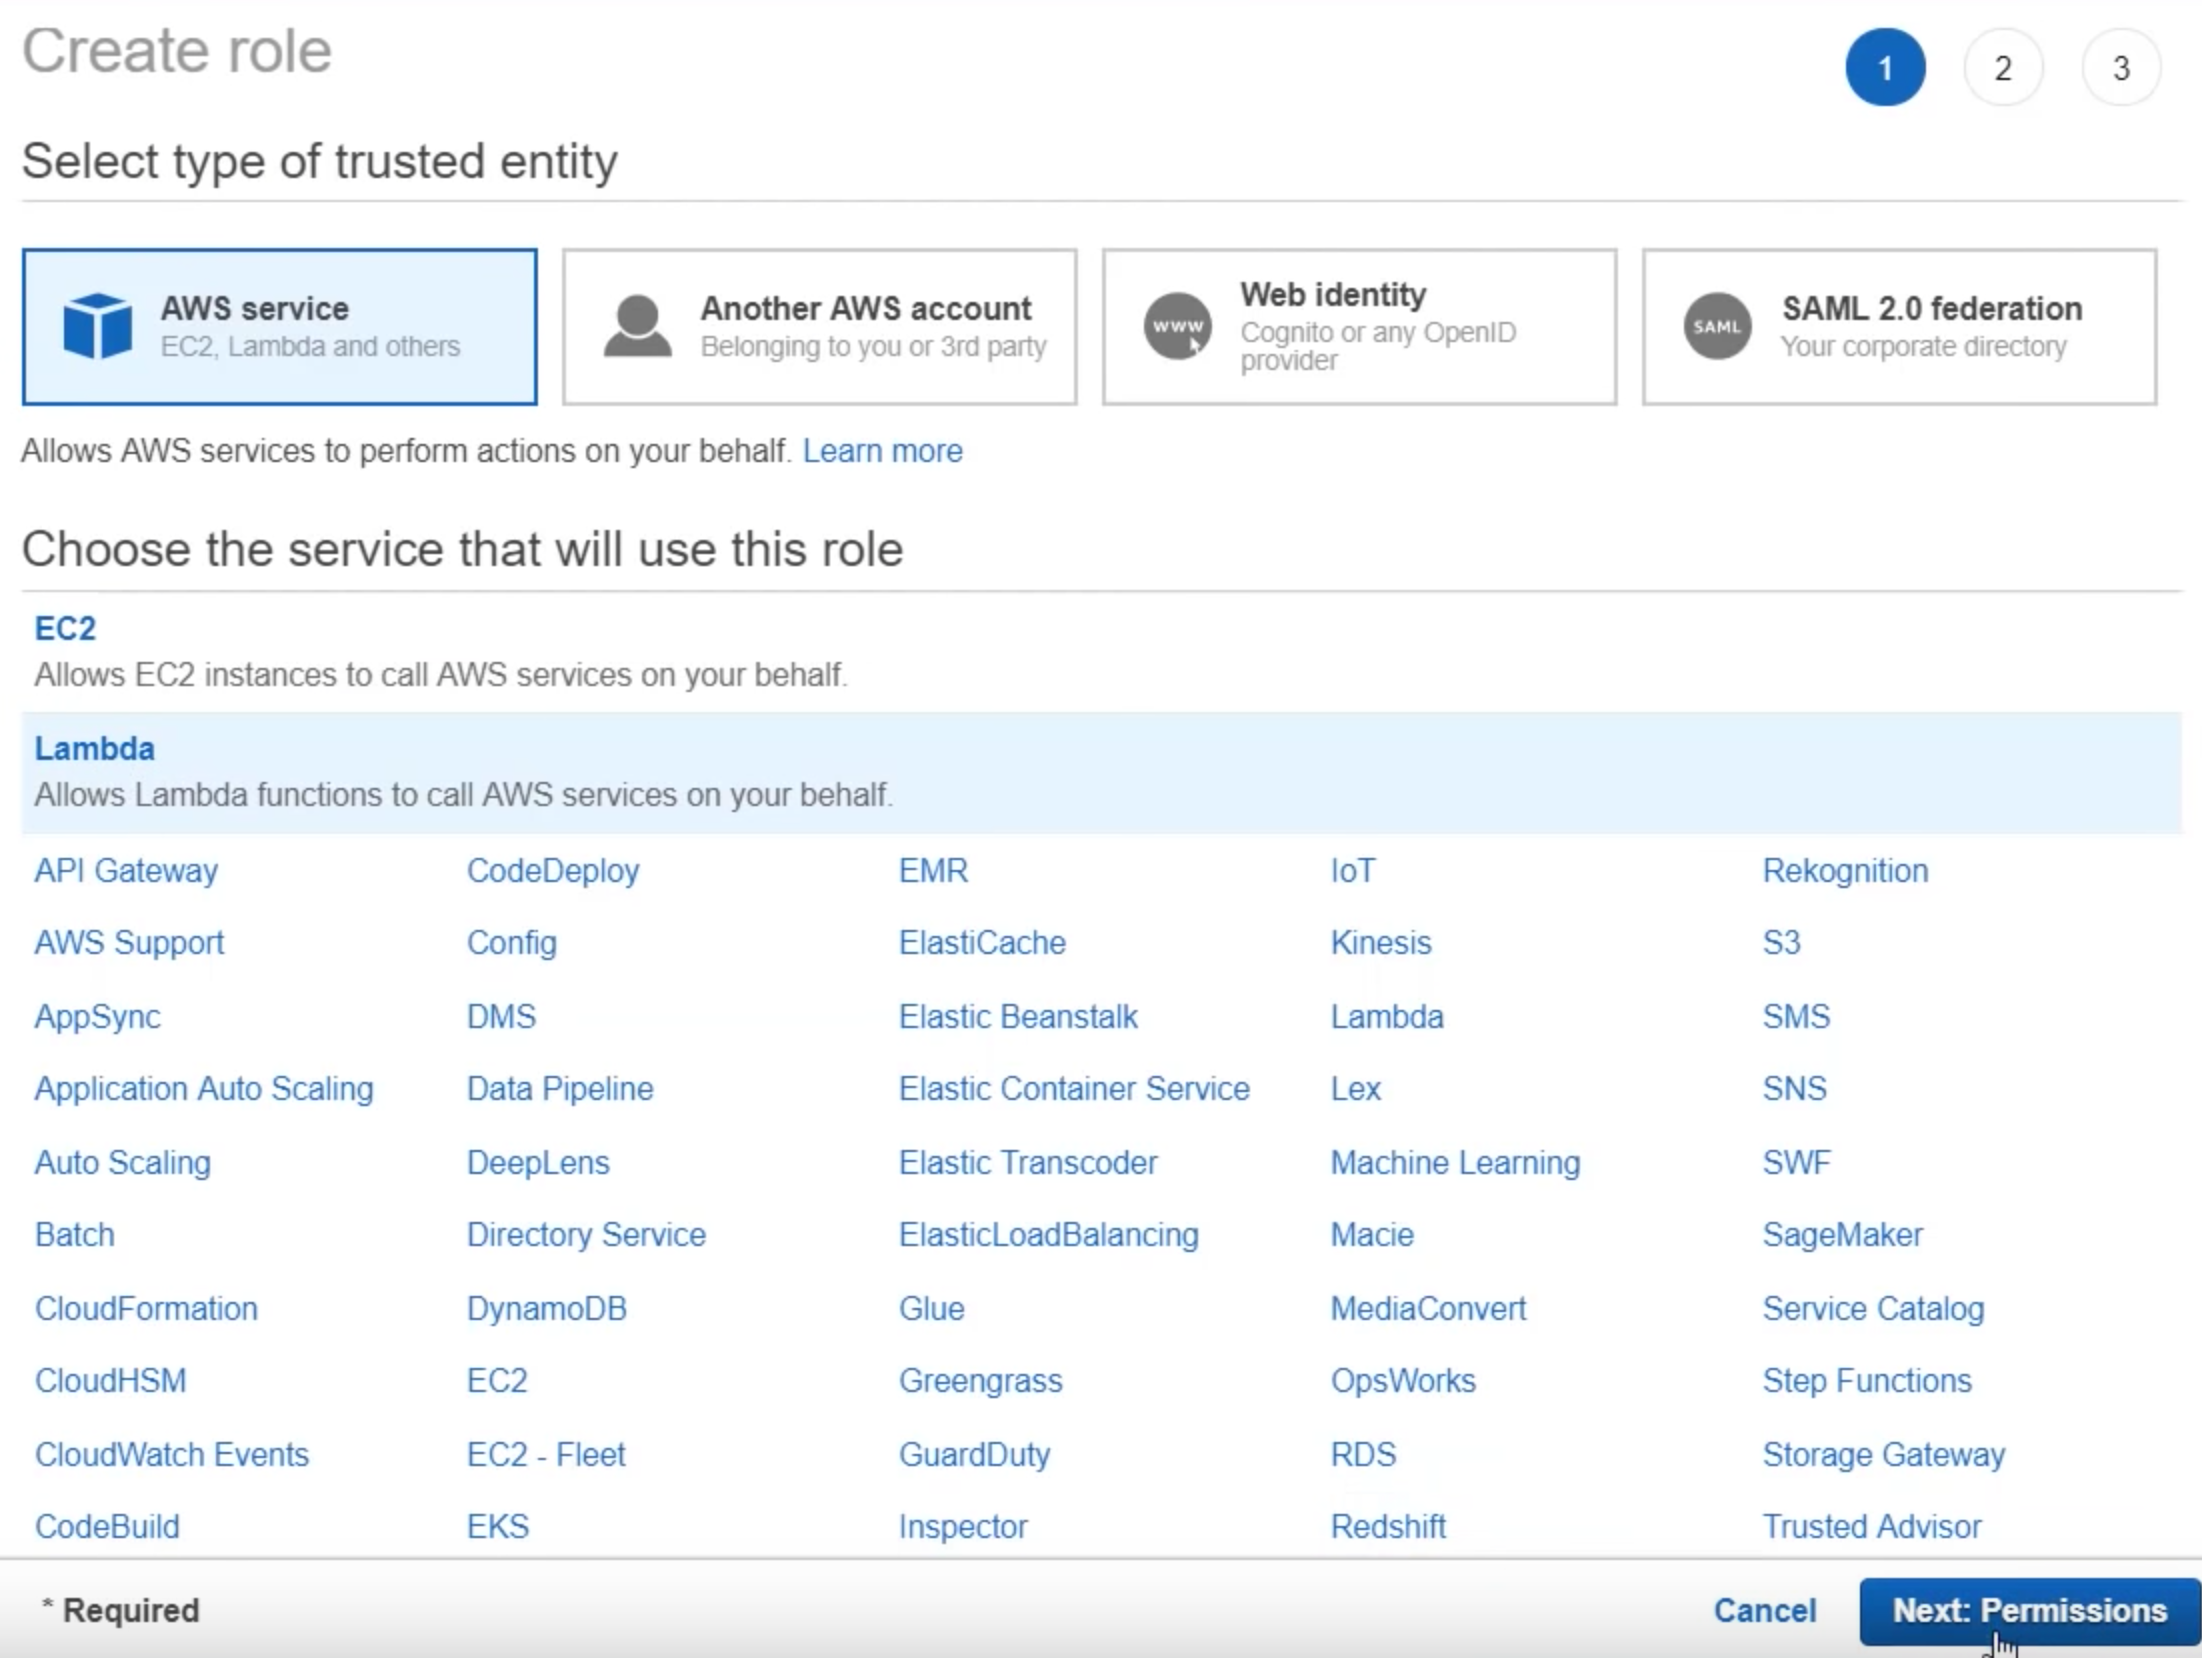 Create role
1 2 3
Select type of trusted entity
AWS service
EC2, Lambda and others
Another AWS account
Belonging to you or 3rd party
www
Web identity
Cognito or any OpenID
provider
SAML
SAML 2.0 federation
Your corporate directory
Allows AWS services to perform actions on your behalf. Learn more
Choose the service that will use this role
EC2
Allows EC2 instances to call AWS services on your behalf.
Lambda
Allows Lambda functions to call AWS services on your behalf.
API Gateway CodeDeploy EMR IoT Rekognition
AWS Support Config ElastiCache Kinesis S3
AppSync DMS Elastic Beanstalk Lambda SMS
Application Auto Scaling Data Pipeline Elastic Container Service Lex SNS
Auto Scaling DeepLens Elastic Transcoder Machine Learning SWF
Batch Directory Service ElasticLoadBalancing Macie SageMaker
CloudFormation DynamoDB Glue MediaConvert Service Catalog
CloudHSM EC2 Greengrass OpsWorks Step Functions
CloudWatch Events EC2 - Fleet GuardDuty RDS Storage Gateway
CodeBuild EKS Inspector Redshift Trusted Advisor
* Required Cancel Next: Permissions